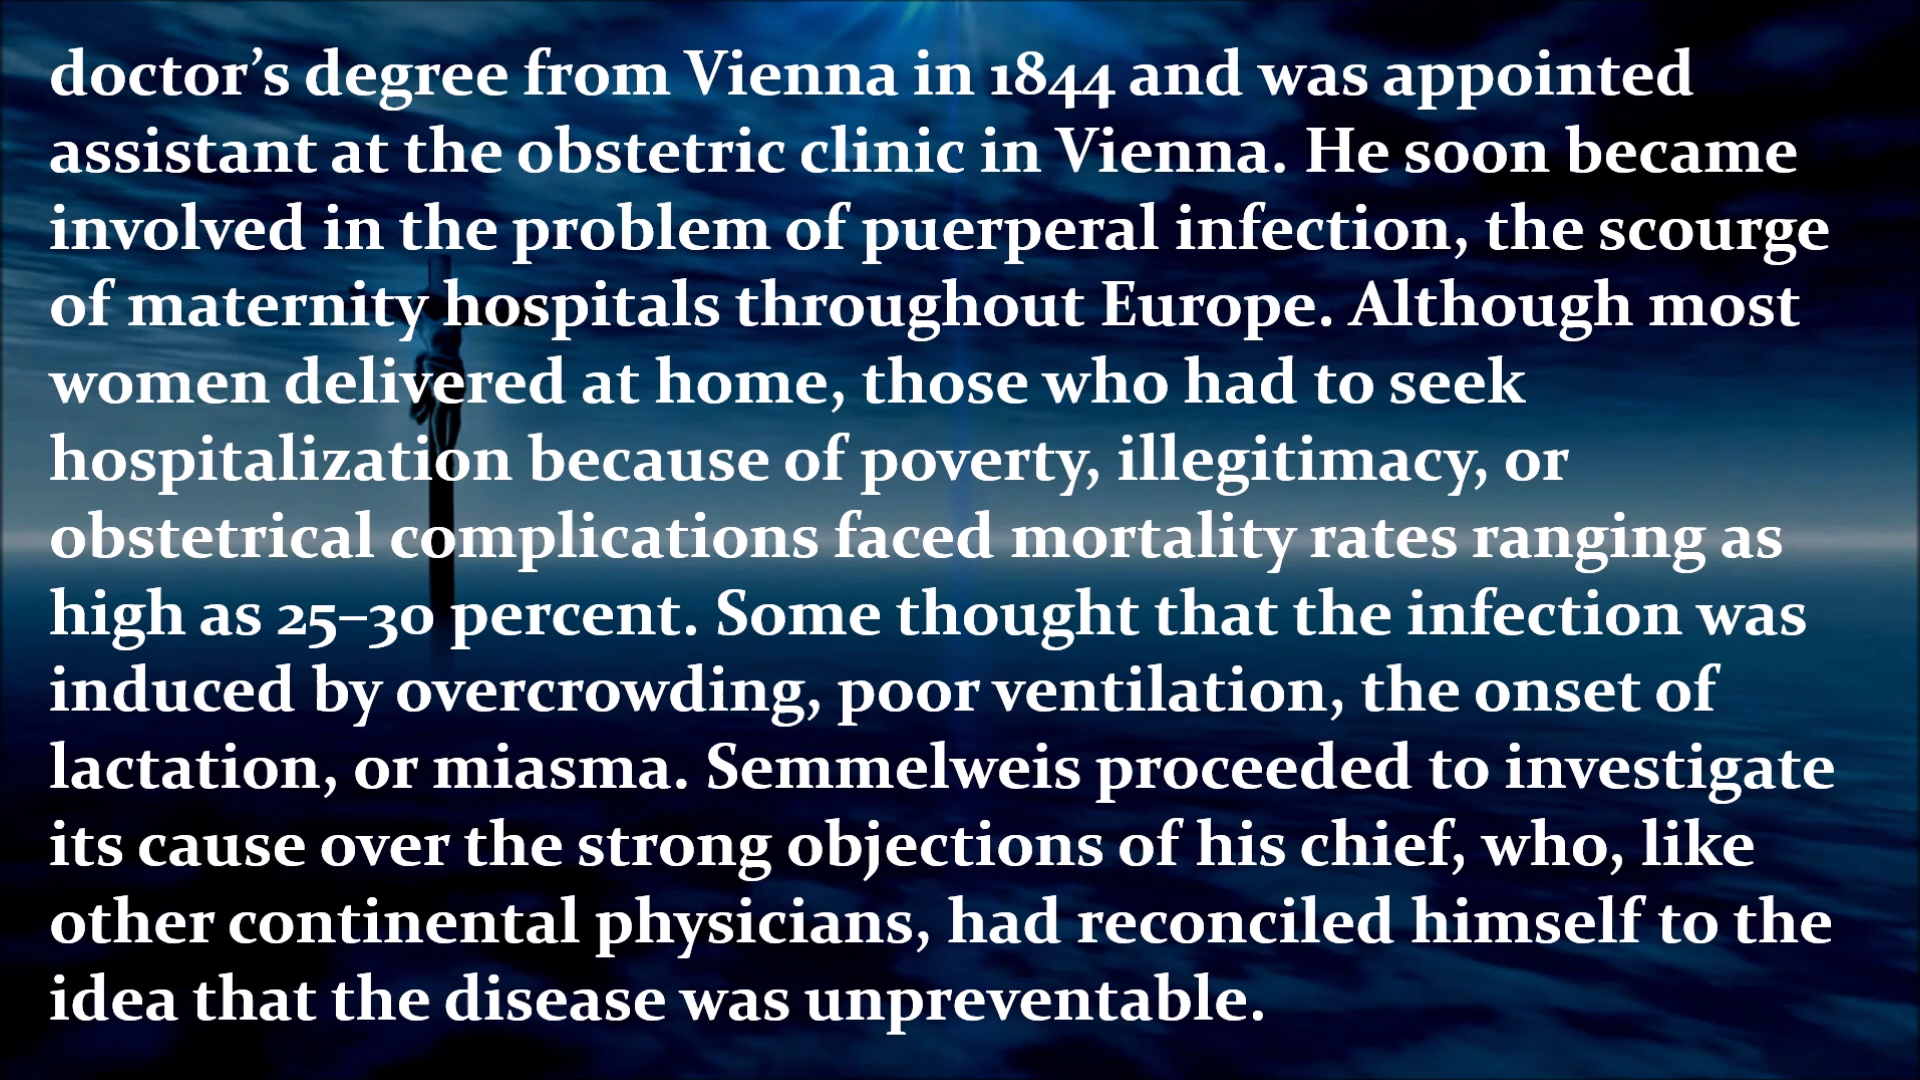 doctor’s degree from Vienna in 1844 and was appointed
assistant at the obstetric clinic in Vienna. He soon became
involved in the problem of puerperal infection, the scourge
of maternity hospitals throughout Europe. Although most
women delivered at home, those who had to seek
hospitalization because of poverty, illegitimacy, or
obstetrical complications faced mortality rates ranging as
high as 25–30 percent. Some thought that the infection was
induced by overcrowding, poor ventilation, the onset of
lactation, or miasma. Semmelweis proceeded to investigate
its cause over the strong objections of his chief, who, like
other continental physicians, had reconciled himself to the
idea that the disease was unpreventable.